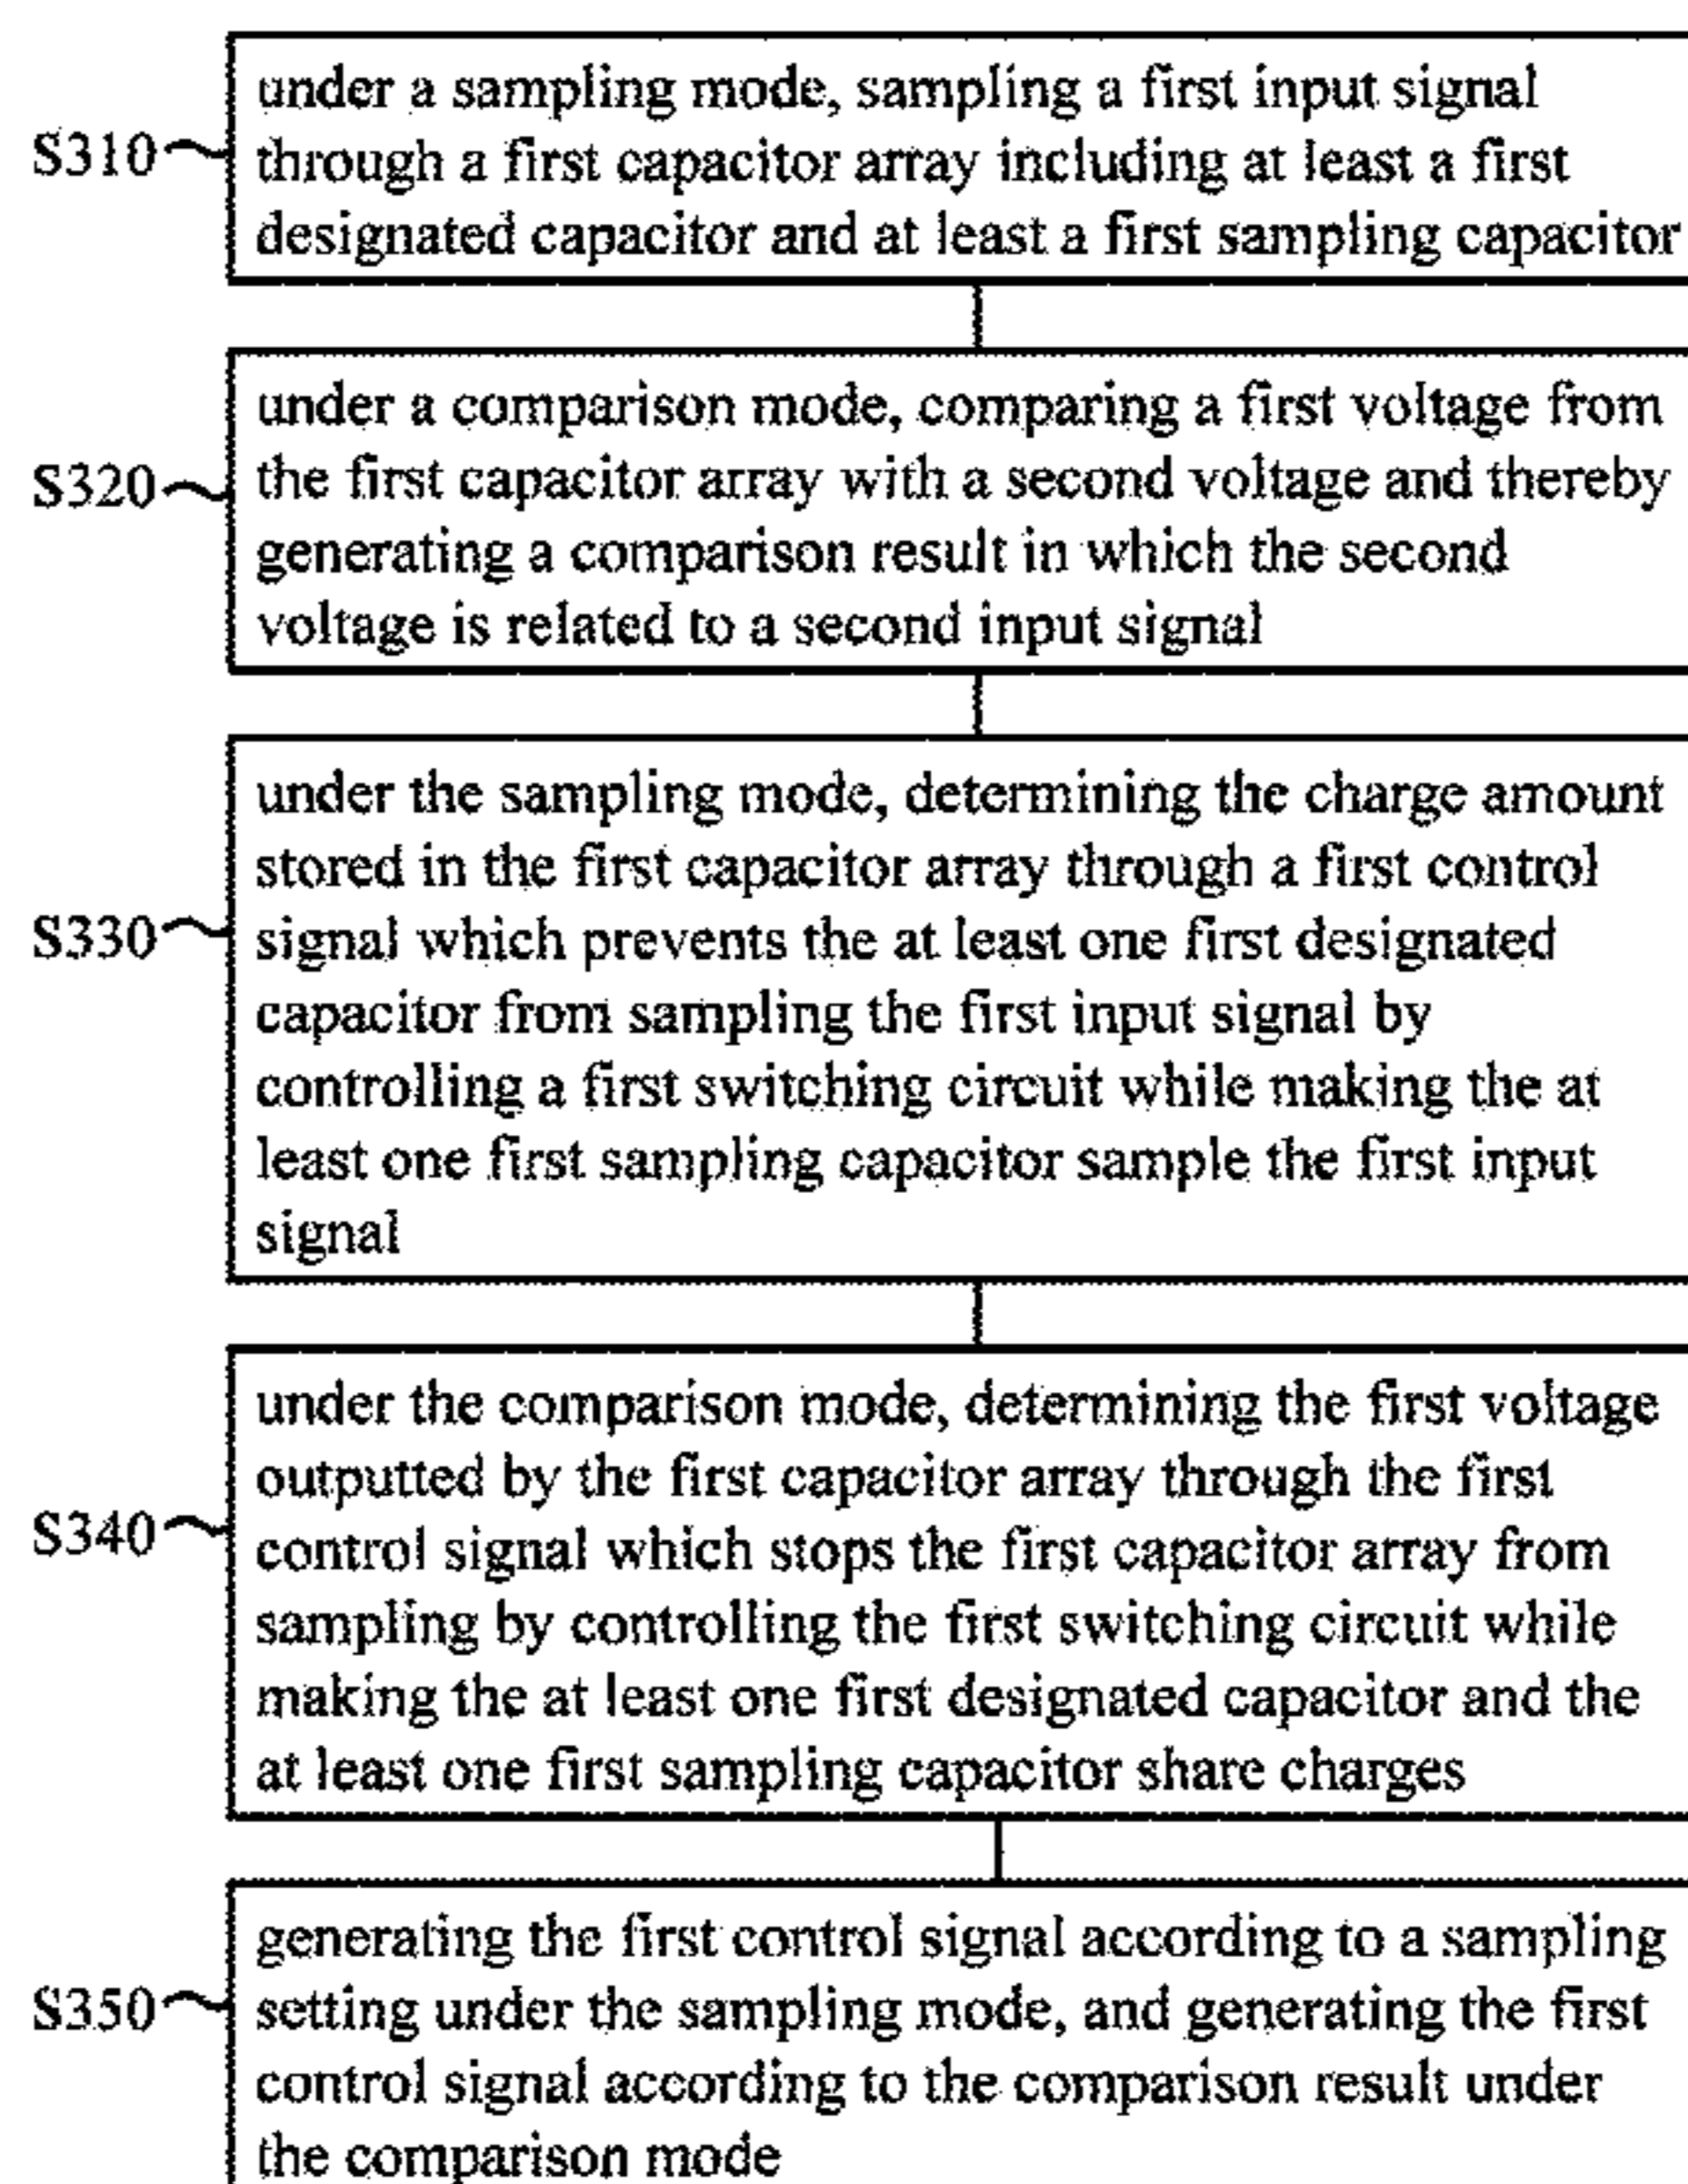 under a sampling mode, sampling a first input signal
S310 through a first capacitor array including at least a first
designated capacitor and at least a first sampling capacitor
under a comparison mode, comparing a first voltage from
S320 the first capacitor array with a second voltage and thereby
generating a comparison result in which the second
voltage is related to a second input signal
under the sampling mode, determining the charge amount
stored in the first capacitor array through a first control
S330 signal which prevents the at least one first designated
capacitor from sampling the first input signal by
controlling a first switching circuit while making the at
least one first sampling capacitor sample the first input
signal
under the comparison mode, determining the first voltage
outputted by the first capacitor array through the first
S340 control signal which stops the first capacitor array from
sampling by controlling the first switching circuit while
making the at least one first designated capacitor and the
at least one first sampling capacitor share charges
generating the first control signal according to a sampling
S350 setting under the sampling mode, and generating the first
control signal according to the comparison result under
the comparison mode